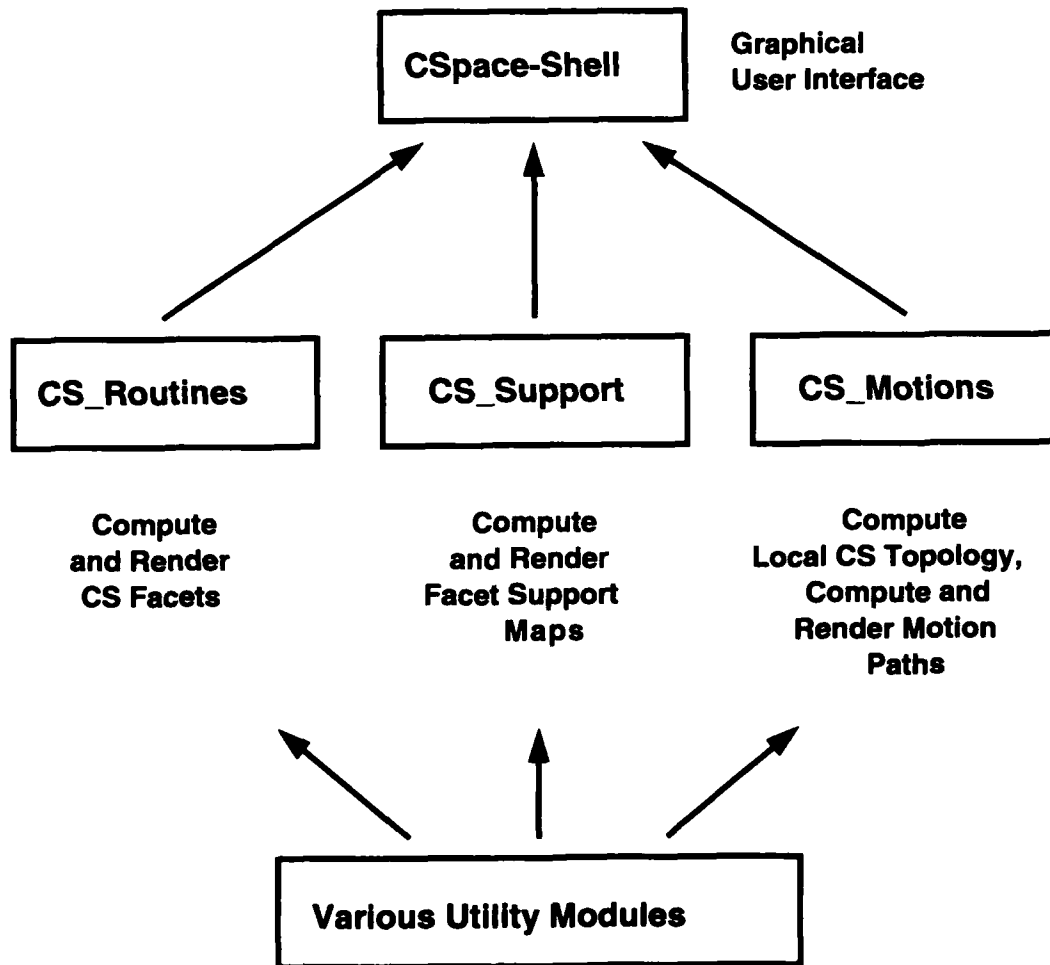 CSpace-Shell
Graphical
User Interface
CS_Routines
CS_Support
CS_Motions
Compute
and Render
CS Facets
Compute
and Render
Facet Support
Maps
Compute
Local CS Topology,
Compute and
Render Motion
Paths
Various Utility Modules